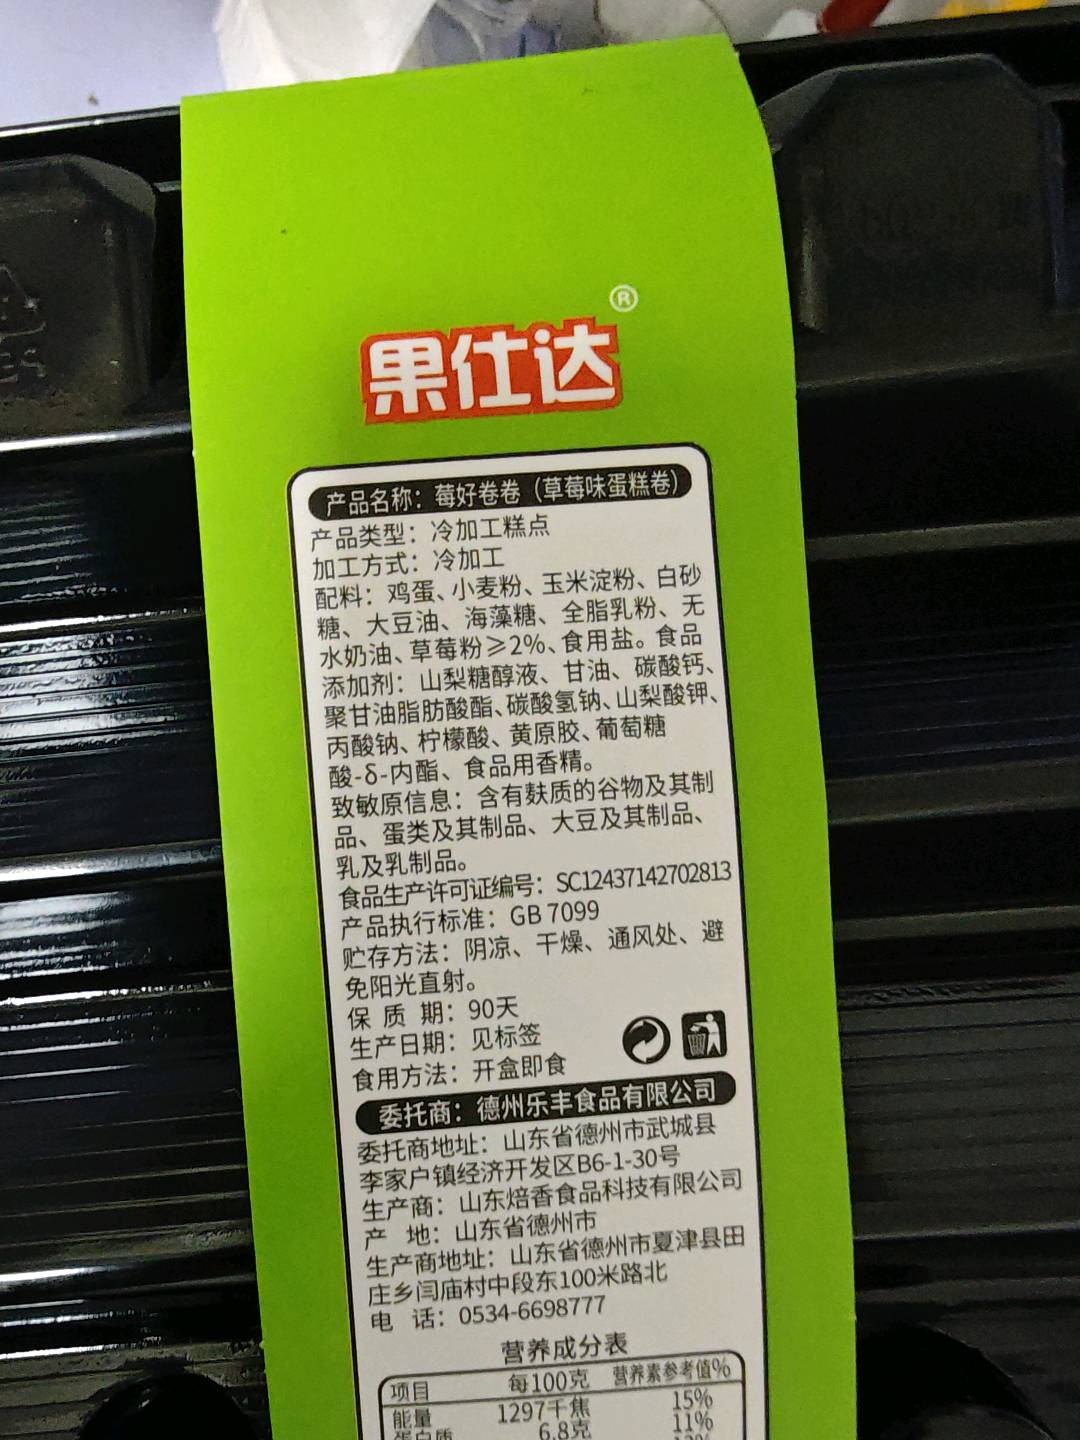 果仕达®
产品名称：莓好卷卷（草莓味蛋糕卷）
产品类型：冷加工糕点
加工方式：冷加工
配料：鸡蛋、小麦粉、玉米淀粉、白砂
糖、大豆油、海藻糖、全脂乳粉、无
水奶油、草莓粉≥2%、食用盐。食品
添加剂：山梨糖醇液、甘油、碳酸钙、
聚甘油脂肪酸酯、碳酸氢钠、山梨酸钾、
丙酸钠、柠檬酸、黄原胶、葡萄糖
酸-δ-内酯、食品用香精。
致敏原信息：含有麸质的谷物及其制
品、蛋类及其制品、大豆及其制品、
乳及乳制品。
食品生产许可证编号：SC12437142702813
产品执行标准：GB 7099
贮存方法：阴凉、干燥、通风处、避
免阳光直射。
保 质 期：90天
生产日期：见标签
食用方法：开盒即食
委托商：德州乐丰食品有限公司
委托商地址：山东省德州市武城县
李家户镇经济开发区B6-1-30号
生产商：山东焙香食品科技有限公司
产 地：山东省德州市
生产商地址：山东省德州市夏津县田
庄乡闫庙村中段东100米路北
电 话：0534-6698777
营养成分表
项目 每100克 营养素参考值%
能量 1297千焦 15%
蛋白质 6.8克 11%